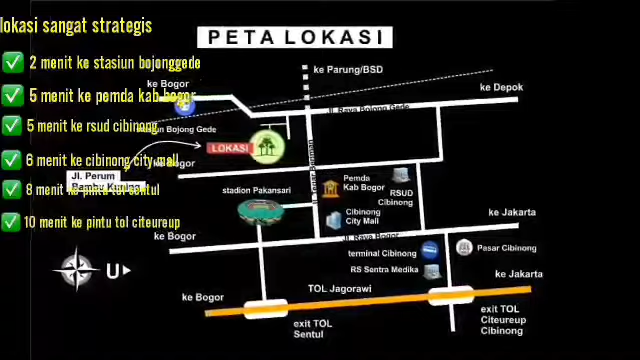 lokasi sangat strategis
PETA LOKASI
2 menit ke stasiun bojonggede
ke Parung/BSD
ke Bogor
ke Depok
5 menit ke pemda kab bogor
Jl. Raya Bojong Gede
5 menit ke rsud cibinong
Bojong Gede
LOKASI
6 menit ke cibinong city mall
ke Bogor
Jl. Perum
8 menit ke pintu tol sentul
stadion Pakansari
Pemda
Kab Bogor
RSUD
Cibinong
Cibinong
City Mall
10 menit ke pintu tol citeureup
ke Bogor
Jl. Raya Bogor
ke Jakarta
terminal Cibinong
Pasar Cibinong
RS Sentra Medika
U
ke Bogor
TOL Jagorawi
ke Jakarta
exit TOL
Sentul
exit TOL
Citeureup
Cibinong